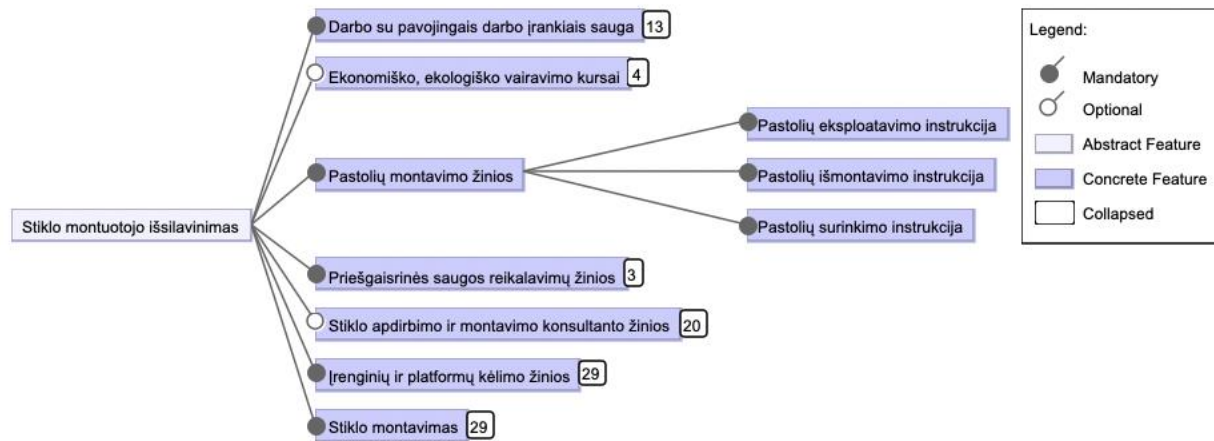 Darbo su pavojingais darbo įrankiais sauga 13
Ekonomiško, ekologiško vairavimo kursai 4
Pastolių montavimo žinios
Pastolių eksploatavimo instrukcija
Pastolių išmontavimo instrukcija
Pastolių surinkimo instrukcija
Stiklo montuotojo išsilavinimas
Priešgaisrinės saugos reikalavimų žinios 3
Stiklo apdirbimo ir montavimo konsultanto žinios 20
Įrenginių ir platformų kėlimo žinios 29
Stiklo montavimas 29
Legend:
Mandatory
Optional
Abstract Feature
Concrete Feature
Collapsed